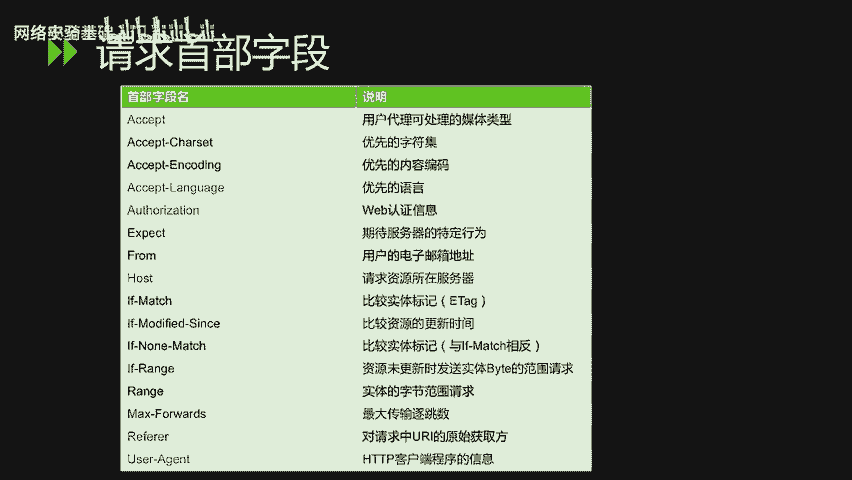 网络安全基础入门
请求首部字段
首部字段名 说明
Accept 用户代理可处理的媒体类型
Accept-Charset 优先的字符集
Accept-Encoding 优先的内容编码
Accept-Language 优先的语言
Authorization Web认证信息
Expect 期待服务器的特定行为
From 用户的电子邮箱地址
Host 请求资源所在服务器
If-Match 比较实体标记（ETag）
If-Modified-Since 比较资源的更新时间
If-None-Match 比较实体标记（与If-Match相反）
If-Range 资源未更新时发送实体Byte的范围请求
Range 实体的字节范围请求
Max-Forwards 最大传输逐跳数
Referer 对请求中URI的原始获取方
User-Agent HTTP客户端程序的信息